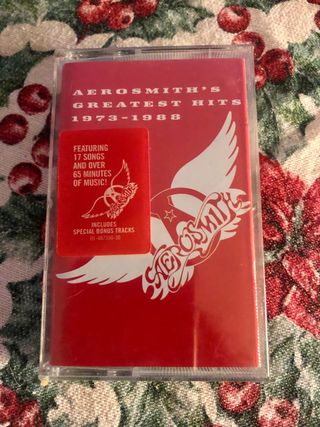 AEROSMITH'S
GREATEST HITS
1973-1988
FEATURING
17 SONGS
AND OVER
65 MINUTES
OF MUSIC!
INCLUDES
SPECIAL BONUS TRACKS
AEROSMITH